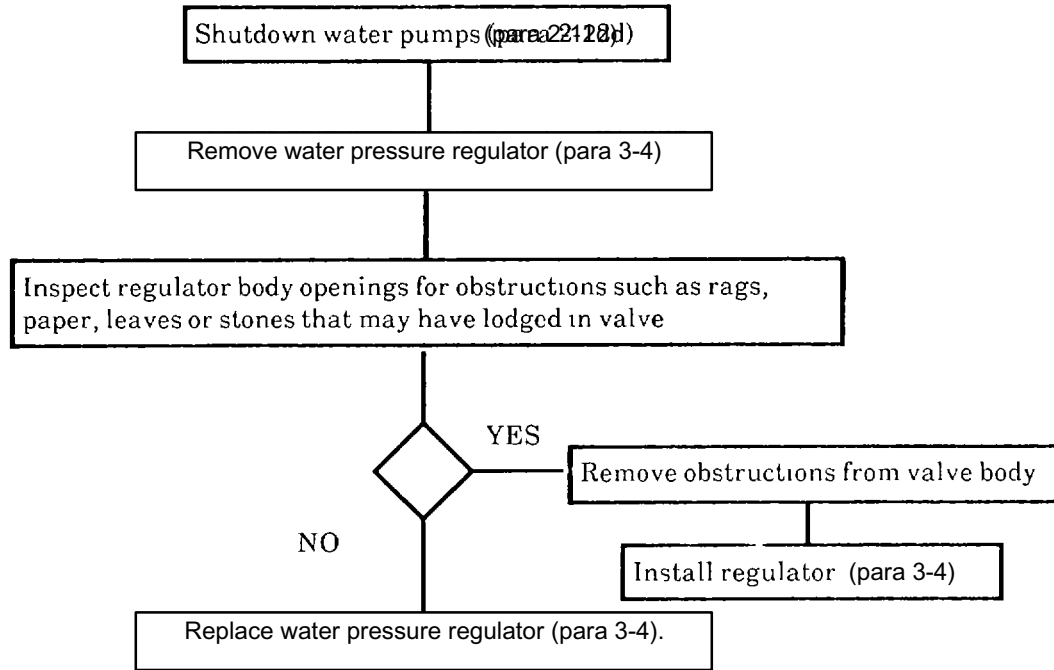 Shutdown water pumps
Remove water pressure regulator (para 3-4)
Inspect regulator body openings for obstructions such as rags,
paper, leaves or stones that may have lodged in valve
YES
Remove obstructions from valve body
NO
Install regulator (para 3-4)
Replace water pressure regulator (para 3-4).